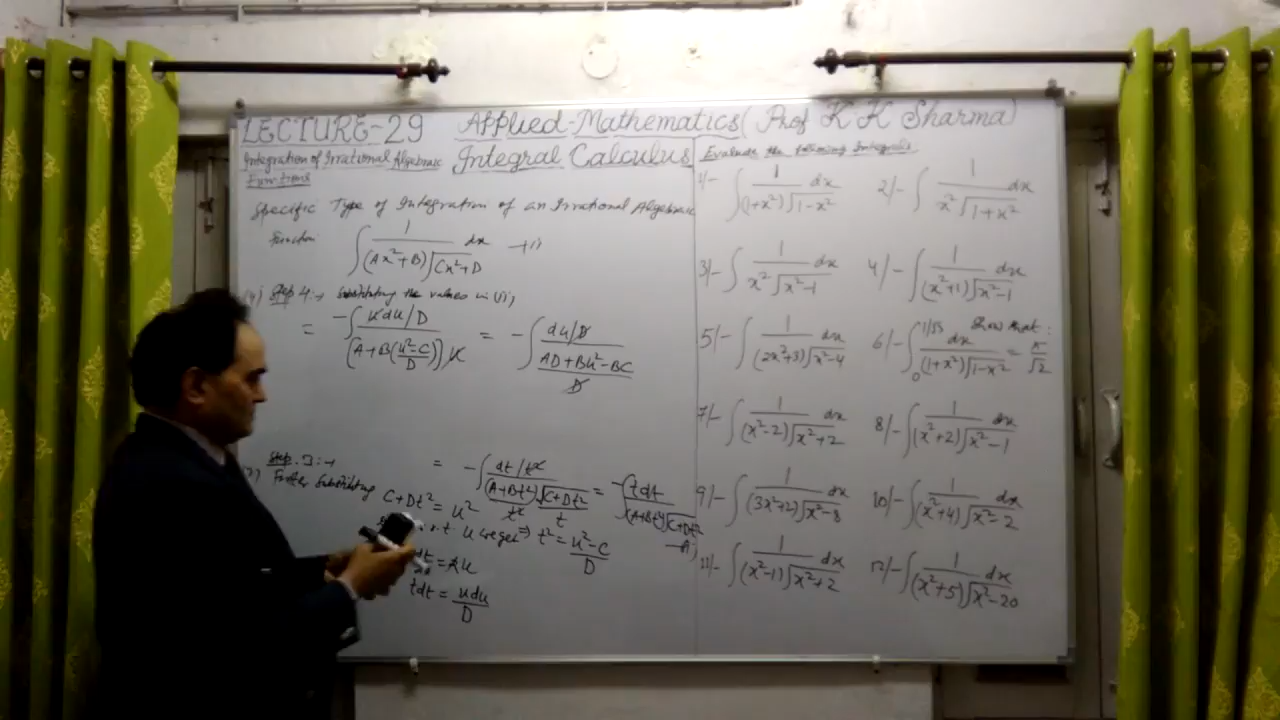 LECTURE-29 Applied-Mathematics (Prof K K Sharma)
Integration of Irrational Algebraic Functions
Integral Calculus
Specific Type of Integration of an Irrational Algebraic
Function ∫ 1/((Ax²+B)√(Cx²+D)) dx →(1)
(4) Step 4:→ Substituting the values in (1),
= -∫ (u du/D)/([A+B((u²-C)/D)] u) = -∫ (du/D)/((AD+Bu²-BC)/D)
Step 3:→
= -∫ (dt/t²)/(((A+Bt²)/t²) (√(C+Dt²)/t)) = -∫ t dt/((A+Bt²)√(C+Dt²))
Further Substituting
C+Dt² = u²
w.r.t u we get ⇒ t² = (u²-C)/D
tdt = udu/D
Evaluate the following Integrals:
1/- ∫ 1/((1+x²)√(1-x²)) dx
2/- ∫ 1/(x²√(1+x²)) dx
3/- ∫ 1/(x²√(x²-1)) dx
4/- ∫ 1/((x²+1)√(x²-1)) dx
5/- ∫ 1/((2x²+3)√(x²-4)) dx
6/- ∫₀^(1/√3) dx/((1+x²)√(1-x²)) = π/√2 Show that:
7/- ∫ 1/((x²-2)√(x²+2)) dx
8/- ∫ 1/((x²+2)√(x²-1)) dx
9/- ∫ 1/((3x²+2)√(x²-8)) dx
10/- ∫ 1/((x²+4)√(x²-2)) dx
11/- ∫ 1/((x²-1)√(x²+2)) dx
12/- ∫ 1/((x²+5)√(x²-20)) dx